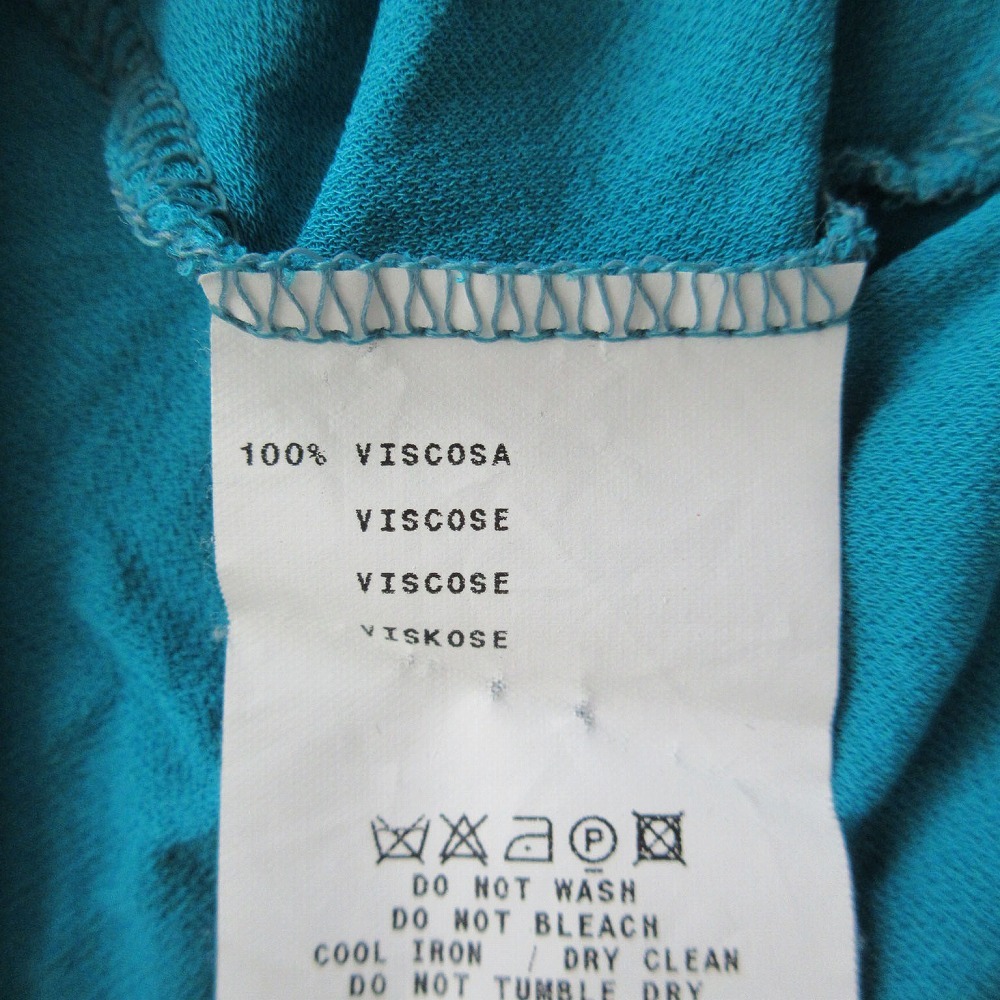 100% VISCOSA
VISCOSE
VISCOSE
VISKOSE
P
DO NOT WASH
DO NOT BLEACH
COOL IRON / DRY CLEAN
DO NOT TUMBLE DRY